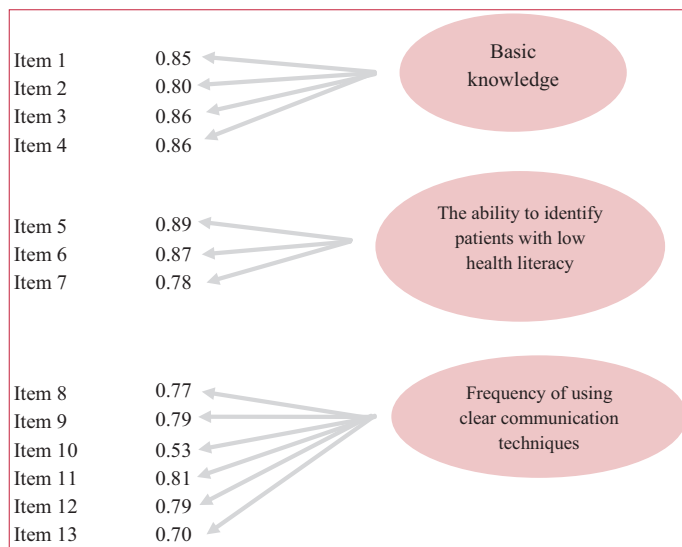 Item 1 0.85
Item 2 0.80
Item 3 0.86
Item 4 0.86
Basic
knowledge
Item 5 0.89
Item 6 0.87
Item 7 0.78
The ability to identify
patients with low
health literacy
Item 8 0.77
Item 9 0.79
Item 10 0.53
Item 11 0.81
Item 12 0.79
Item 13 0.70
Frequency of using
clear communication
techniques